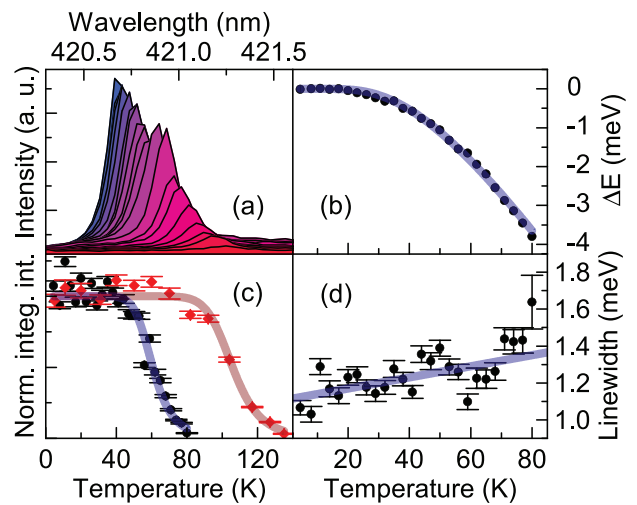 Wavelength (nm)
420.5 421.0 421.5
Intensity (a. u.)
(a)
(b)
0
-1
-2
-3
-4
ΔE (meV)
Norm. integ. int.
(c)
(d)
1.8
1.6
1.4
1.2
1.0
Linewidth (meV)
0 40 80 120
20 40 60 80
Temperature (K) Temperature (K)